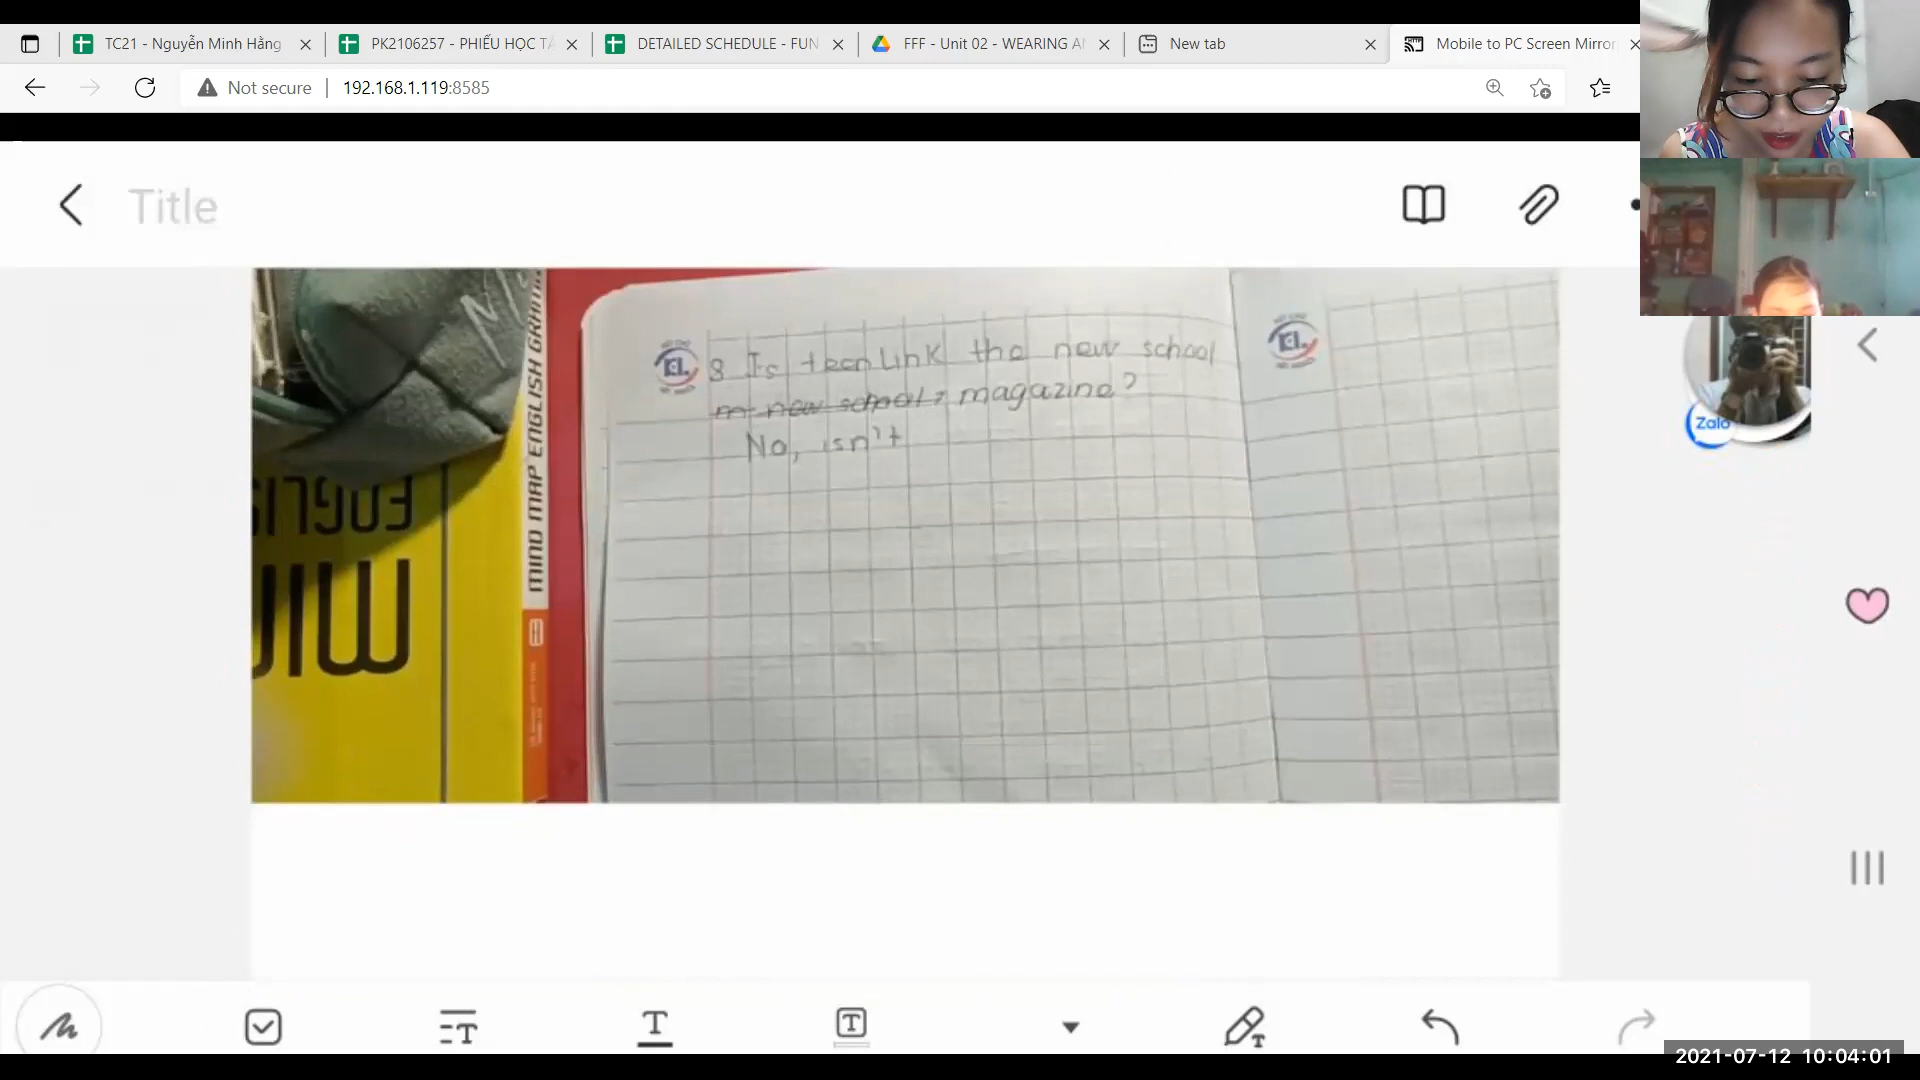 TC21 - Nguyễn Minh Hằng
PK2106257 - PHIẾU HỌC TẬ
DETAILED SCHEDULE - FUN
FFF - Unit 02 - WEARING A
New tab
Mobile to PC Screen Mirror
Not secure
192.168.1.119:8585
Title
8 Is teenLink the new school
m new school ? magazine?
No, isn't
MIND MAP ENGLISH GRAM
ENGLIS
MIN
Zalo
2021-07-12 10:04:01